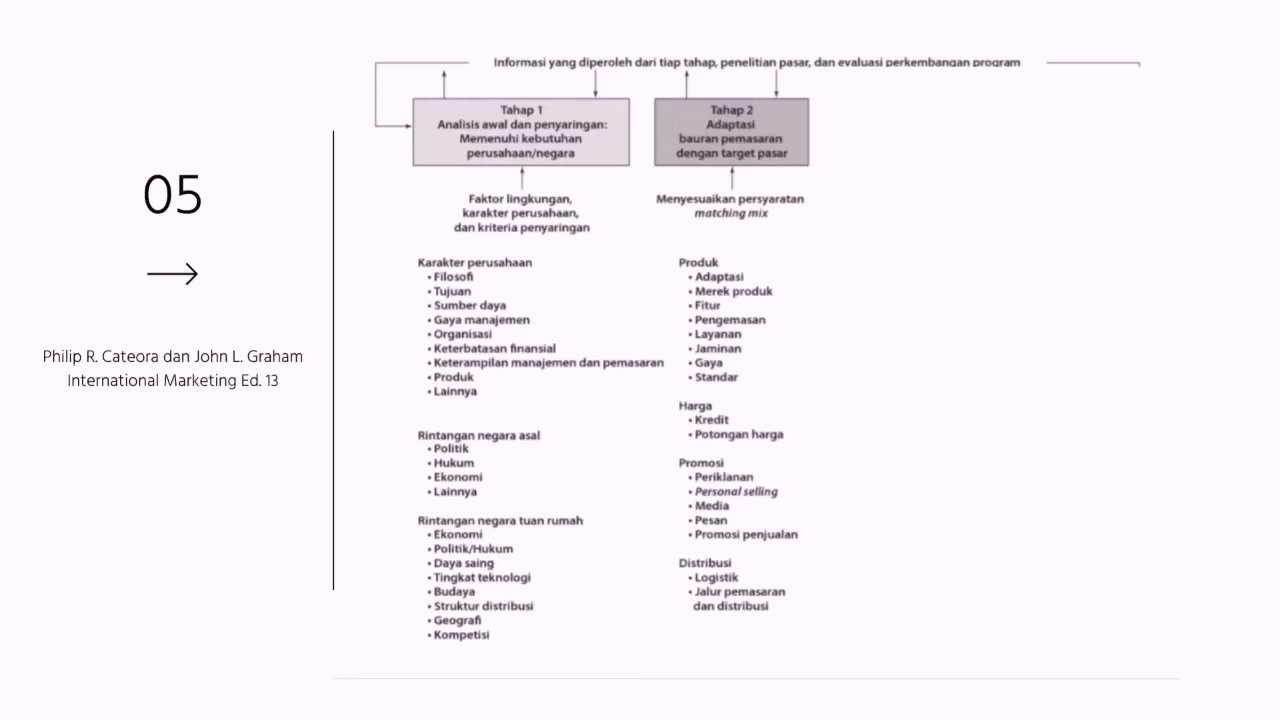 05
Philip R. Cateora dan John L. Graham
International Marketing Ed. 13
Informasi yang diperoleh dari tiap tahap, penelitian pasar, dan evaluasi perkembangan program
Tahap 1
Analisis awal dan penyaringan:
Memenuhi kebutuhan
perusahaan/negara
Faktor lingkungan,
karakter perusahaan,
dan kriteria penyaringan
Karakter perusahaan
• Filosofi
• Tujuan
• Sumber daya
• Gaya manajemen
• Organisasi
• Keterbatasan finansial
• Keterampilan manajemen dan pemasaran
• Produk
• Lainnya
Rintangan negara asal
• Politik
• Hukum
• Ekonomi
• Lainnya
Rintangan negara tuan rumah
• Ekonomi
• Politik/Hukum
• Daya saing
• Tingkat teknologi
• Budaya
• Struktur distribusi
• Geografi
• Kompetisi
Tahap 2
Adaptasi
bauran pemasaran
dengan target pasar
Menyesuaikan persyaratan
matching mix
Produk
• Adaptasi
• Merek produk
• Fitur
• Pengemasan
• Layanan
• Jaminan
• Gaya
• Standar
Harga
• Kredit
• Potongan harga
Promosi
• Periklanan
• Personal selling
• Media
• Pesan
• Promosi penjualan
Distribusi
• Logistik
• Jalur pemasaran
dan distribusi